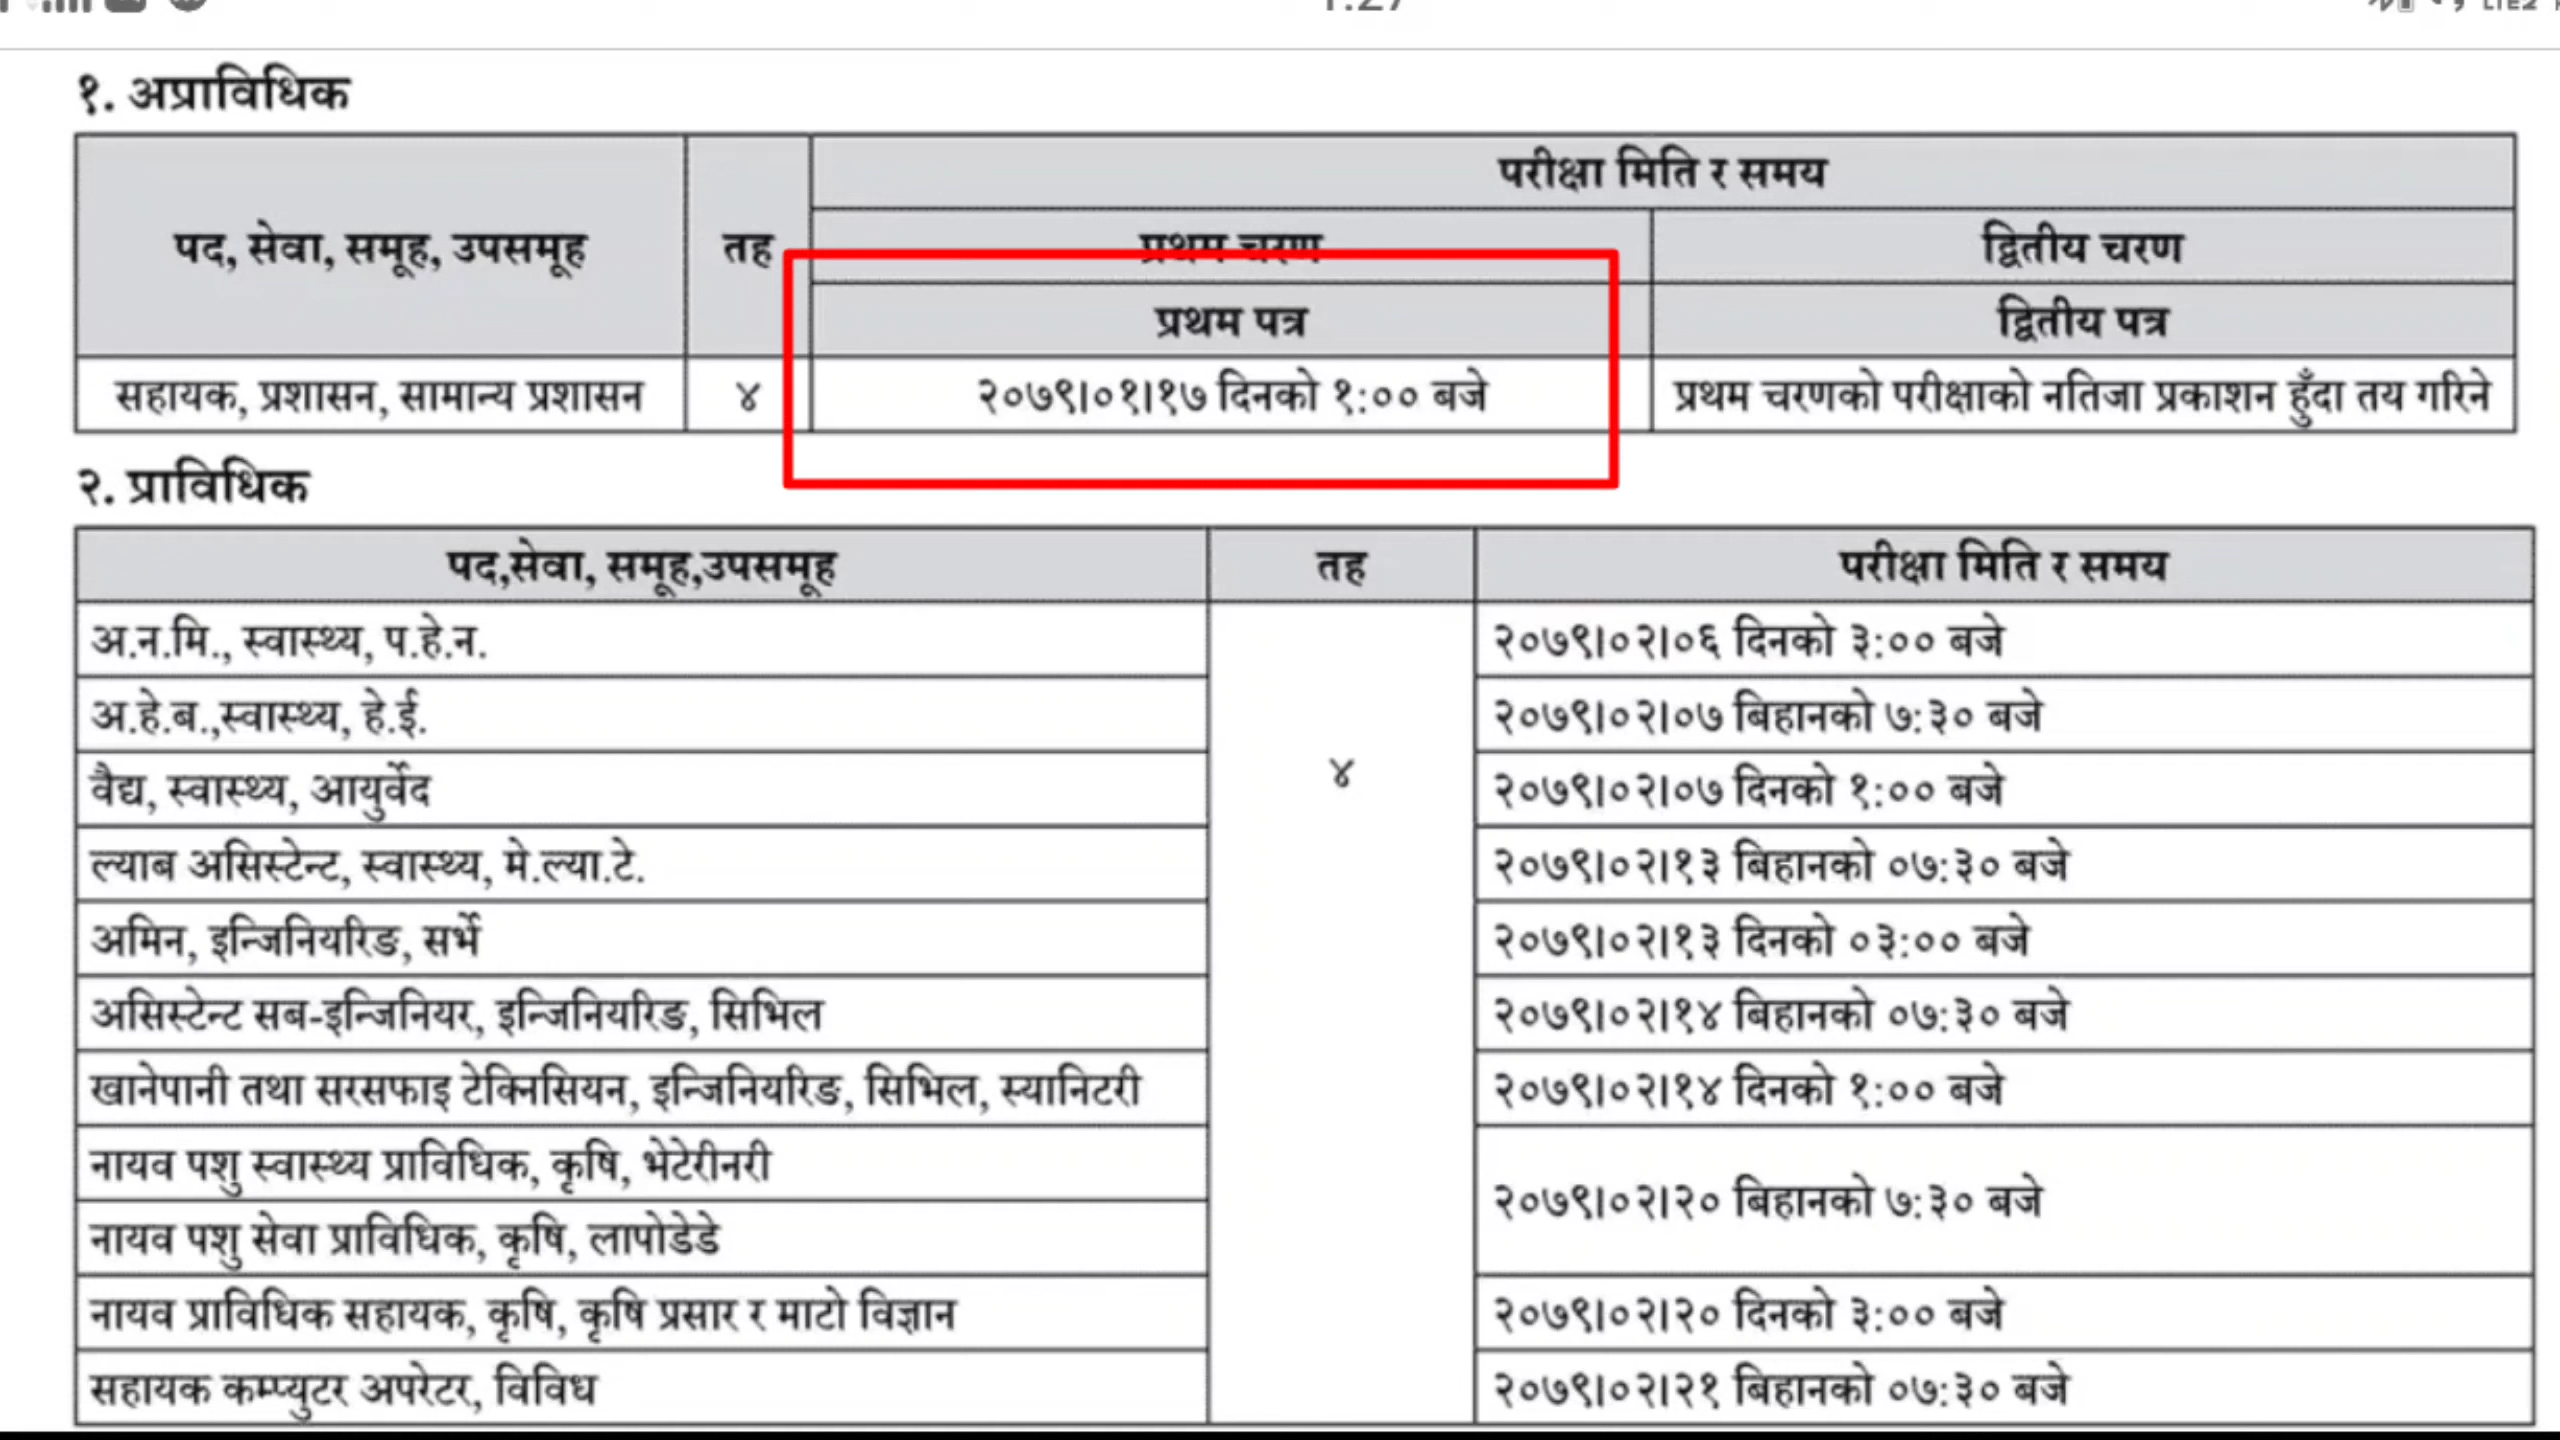 १. अप्राविधिक
पद, सेवा, समूह, उपसमूह
तह
परीक्षा मिति र समय
प्रथम चरण
द्वितीय चरण
प्रथम पत्र
द्वितीय पत्र
सहायक, प्रशासन, सामान्य प्रशासन
४
२०७९।०१।१७ दिनको १:०० बजे
प्रथम चरणको परीक्षाको नतिजा प्रकाशन हुँदा तय गरिने
२. प्राविधिक
पद,सेवा, समूह,उपसमूह
तह
परीक्षा मिति र समय
अ.न.मि., स्वास्थ्य, प.हे.न.
२०७९।०२।०६ दिनको ३:०० बजे
अ.हे.ब.,स्वास्थ्य, हे.ई.
२०७९।०२।०७ बिहानको ७:३० बजे
४
वैद्य, स्वास्थ्य, आयुर्वेद
२०७९।०२।०७ दिनको १:०० बजे
ल्याब असिस्टेन्ट, स्वास्थ्य, मे.ल्या.टे.
२०७९।०२।१३ बिहानको ०७:३० बजे
अमिन, इन्जिनियरिङ, सर्भे
२०७९।०२।१३ दिनको ०३:०० बजे
असिस्टेन्ट सब-इन्जिनियर, इन्जिनियरिङ, सिभिल
२०७९।०२।१४ बिहानको ०७:३० बजे
खानेपानी तथा सरसफाइ टेक्निसियन, इन्जिनियरिङ, सिभिल, स्यानिटरी
२०७९।०२।१४ दिनको १:०० बजे
नायव पशु स्वास्थ्य प्राविधिक, कृषि, भेटेरीनरी
२०७९।०२।२० बिहानको ७:३० बजे
नायव पशु सेवा प्राविधिक, कृषि, लापोडेडे
नायव प्राविधिक सहायक, कृषि, कृषि प्रसार र माटो विज्ञान
२०७९।०२।२० दिनको ३:०० बजे
सहायक कम्प्युटर अपरेटर, विविध
२०७९।०२।२१ बिहानको ०७:३० बजे